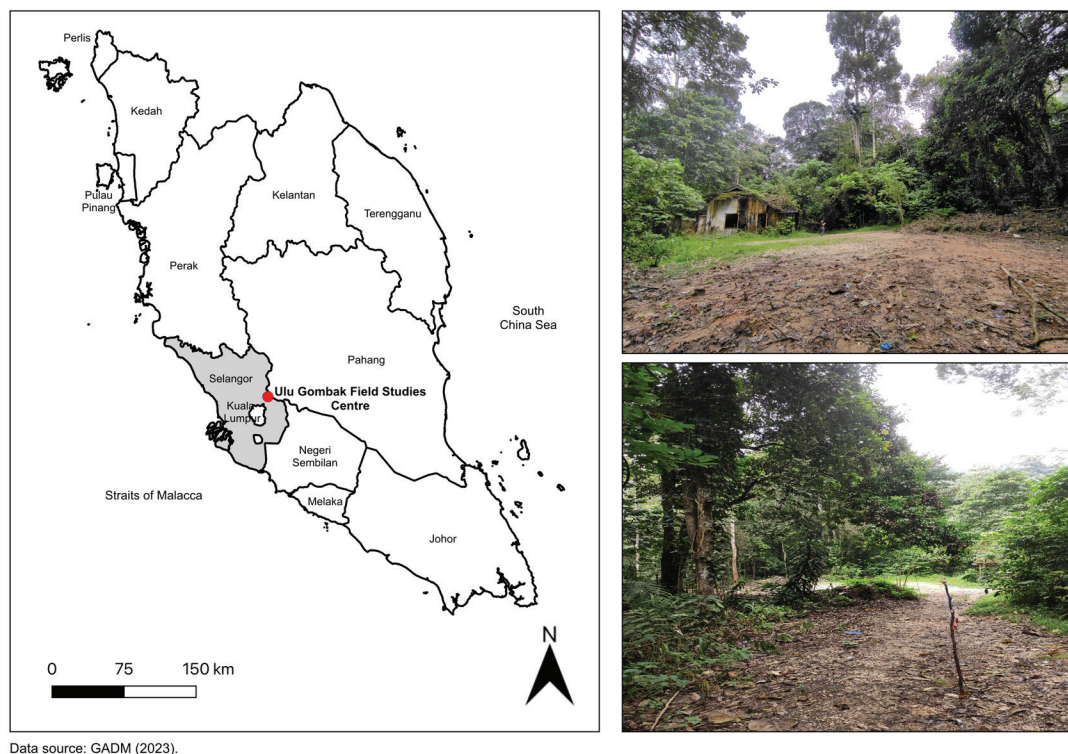 Perlis
Kedah
Pulau
Pinang
Kelantan
Terengganu
Perak
South
China Sea
Pahang
Selangor
Ulu Gombak Field Studies
Centre
Kuala
Lumpur
Negeri
Sembilan
Straits of Malacca
Melaka
Johor
N
0 75 150 km
Data source: GADM (2023).